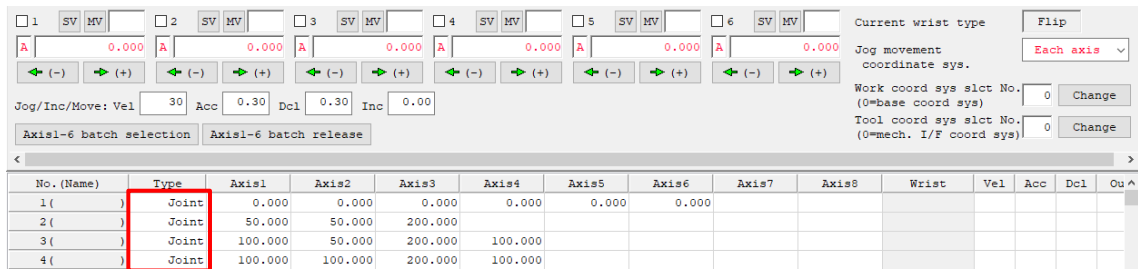 1 SV MV 2 SV MV 3 SV MV 4 SV MV 5 SV MV 6 SV MV Current wrist type Flip
A 0.000 A 0.000 A 0.000 A 0.000 A 0.000 A 0.000 Jog movement coordinate sys. Each axis
(-) (+) (-) (+) (-) (+) (-) (+) (-) (+) (-) (+)
Work coord sys slct No. (0=base coord sys) 0 Change
Jog/Inc/Move: Vel 30 Acc 0.30 Dcl 0.30 Inc 0.00
Tool coord sys slct No. (0=mech. I/F coord sys) 0 Change
Axis1-6 batch selection Axis1-6 batch release
No.(Name) Type Axis1 Axis2 Axis3 Axis4 Axis5 Axis6 Axis7 Axis8 Wrist Vel Acc Dcl Ou
1( ) Joint 0.000 0.000 0.000 0.000 0.000 0.000
2( ) Joint 50.000 50.000 200.000
3( ) Joint 100.000 50.000 200.000 100.000
4( ) Joint 100.000 100.000 200.000 100.000